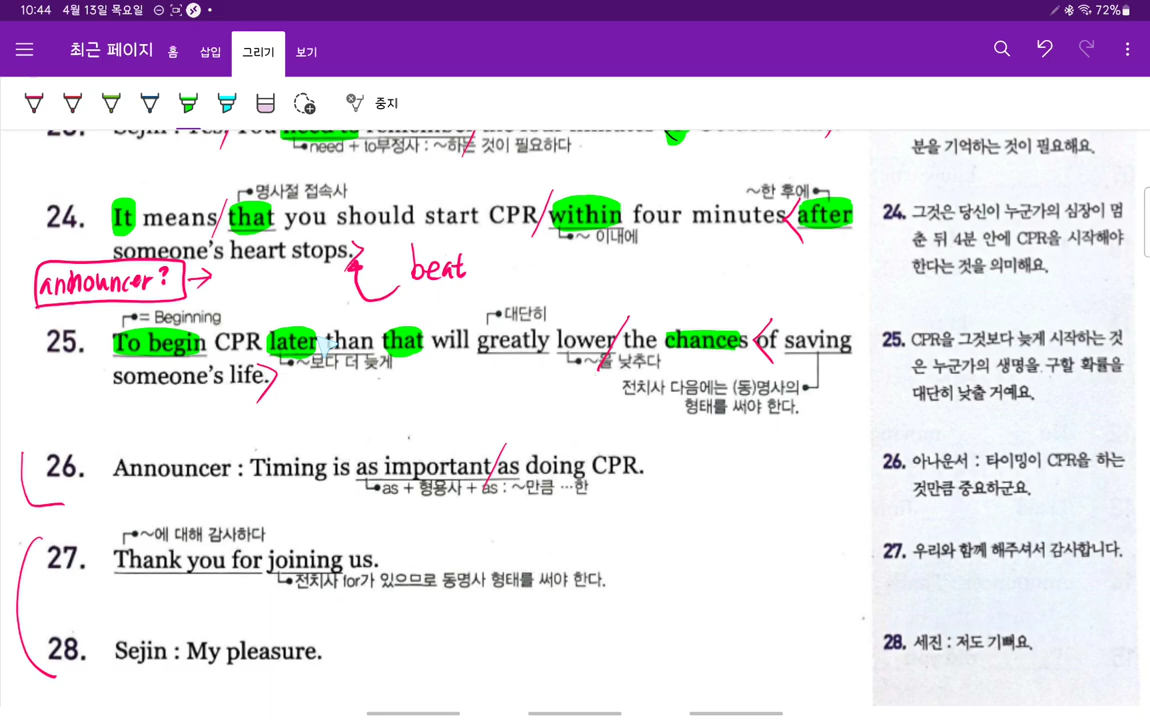 10:44 4월 13일 목요일 72%
최근 페이지 홈 삽입 그리기 보기
중지
need + to부정사 : ~하는 것이 필요하다
분을 기억하는 것이 필요해요.
명사절 접속사 ~한 후에
24. It means that you should start CPR within four minutes after
~ 이내에
someone's heart stops.
beat
announcer?
24. 그것은 당신이 누군가의 심장이 멈
춘 뒤 4분 안에 CPR을 시작해야
한다는 것을 의미해요.
= Beginning 대단히
25. To begin CPR later than that will greatly lower the chances of saving
~보다 더 늦게 ~을 낮추다
someone's life.
전치사 다음에는 (동)명사의
형태를 써야 한다.
25. CPR을 그것보다 늦게 시작하는 것
은 누군가의 생명을 구할 확률을
대단히 낮출 거예요.
26. Announcer : Timing is as important as doing CPR.
as + 형용사 + as : ~만큼 …한
26. 아나운서 : 타이밍이 CPR을 하는
것만큼 중요하군요.
~에 대해 감사하다
27. Thank you for joining us.
전치사 for가 있으므로 동명사 형태를 써야 한다.
27. 우리와 함께 해주셔서 감사합니다.
28. Sejin : My pleasure.
28. 세진 : 저도 기뻐요.